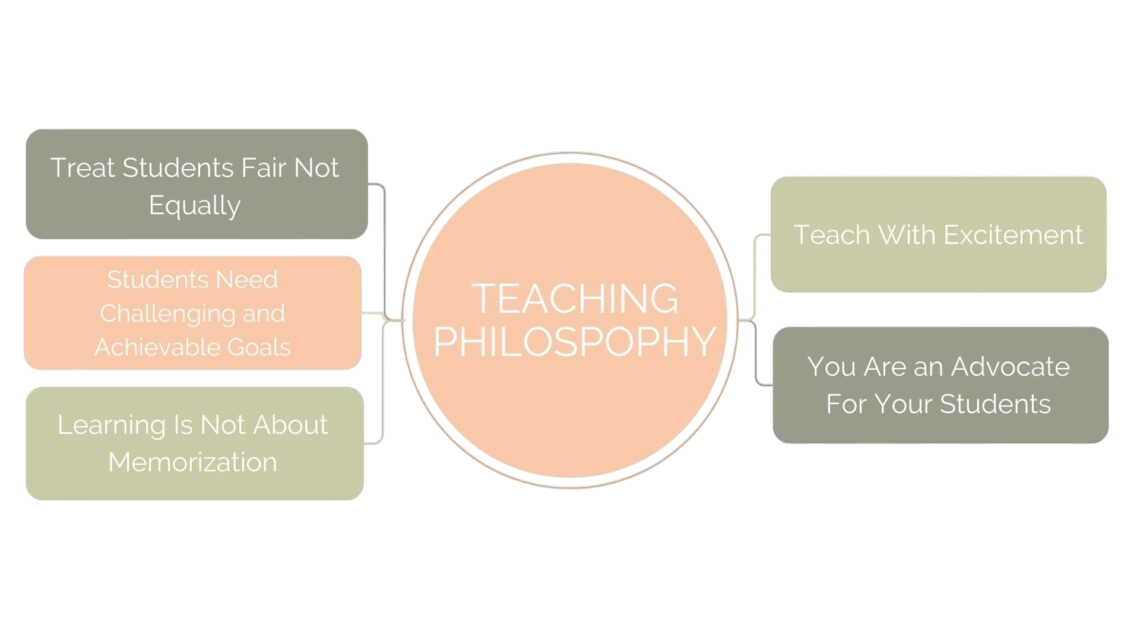 Treat Students Fair Not
Equally
Students Need
Challenging and
Achievable Goals
Learning Is Not About
Memorization
TEACHING
PHILOSPOPHY
Teach With Excitement
You Are an Advocate
For Your Students